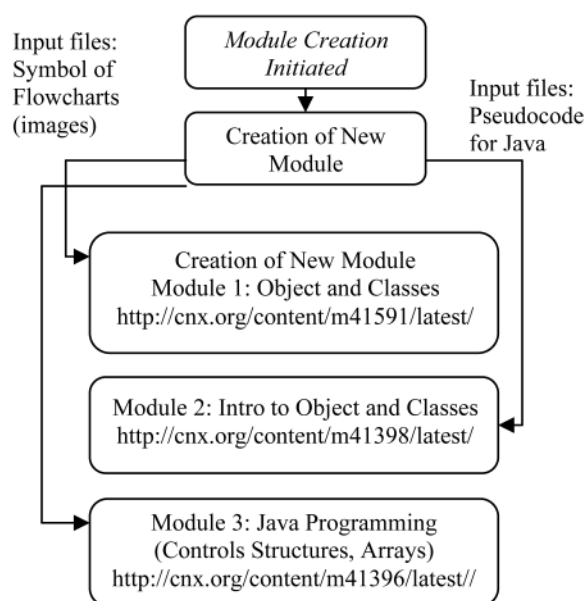 Input files:
Symbol of
Flowcharts
(images)
Module Creation
Initiated
Input files:
Pseudocode
for Java
Creation of New
Module
Creation of New Module
Module 1: Object and Classes
http://cnx.org/content/m41591/latest/
Module 2: Intro to Object and Classes
http://cnx.org/content/m41398/latest/
Module 3: Java Programming
(Controls Structures, Arrays)
http://cnx.org/content/m41396/latest//